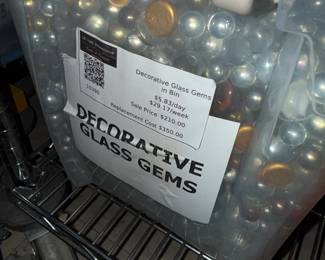 Decorative Glass Gems
in Bin
$5.83/day
$29.17/week
Sale Price $210.00
Replacement Cost $350.00
DECORATIVE
GLASS GEMS